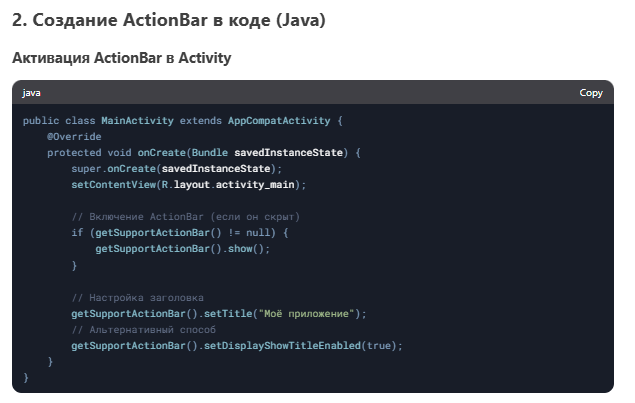 2. Создание ActionBar в коде (Java)
Активация ActionBar в Activity
java Copy
public class MainActivity extends AppCompatActivity {
    @Override
    protected void onCreate(Bundle savedInstanceState) {
        super.onCreate(savedInstanceState);
        setContentView(R.layout.activity_main);

        // Включение ActionBar (если он скрыт)
        if (getSupportActionBar() != null) {
            getSupportActionBar().show();
        }

        // Настройка заголовка
        getSupportActionBar().setTitle("Моё приложение");
        // Альтернативный способ
        getSupportActionBar().setDisplayShowTitleEnabled(true);
    }
}